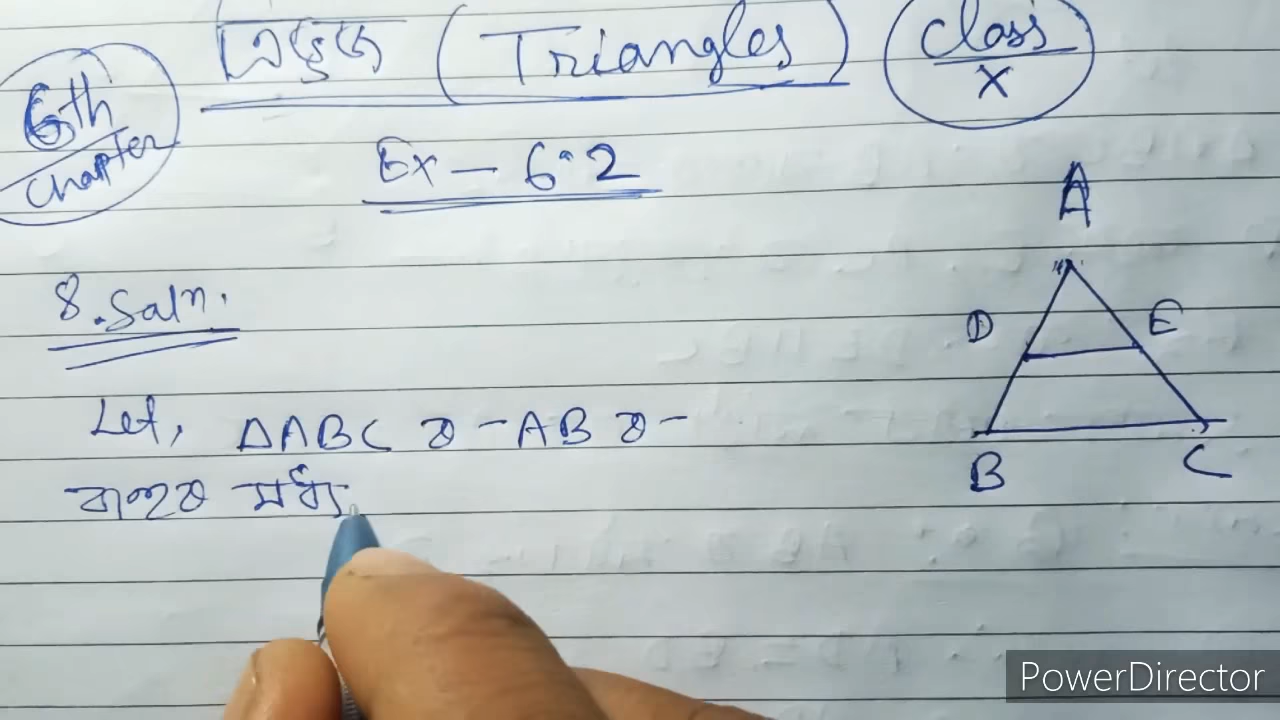 ত্ৰিভুজ (Triangles) Class X
6th Chapter
Ex - 6.2
8. Soln.
Let, ΔABC ৰ - AB ৰ -
বাহুৰ মধ্য
A
D E
B C
PowerDirector